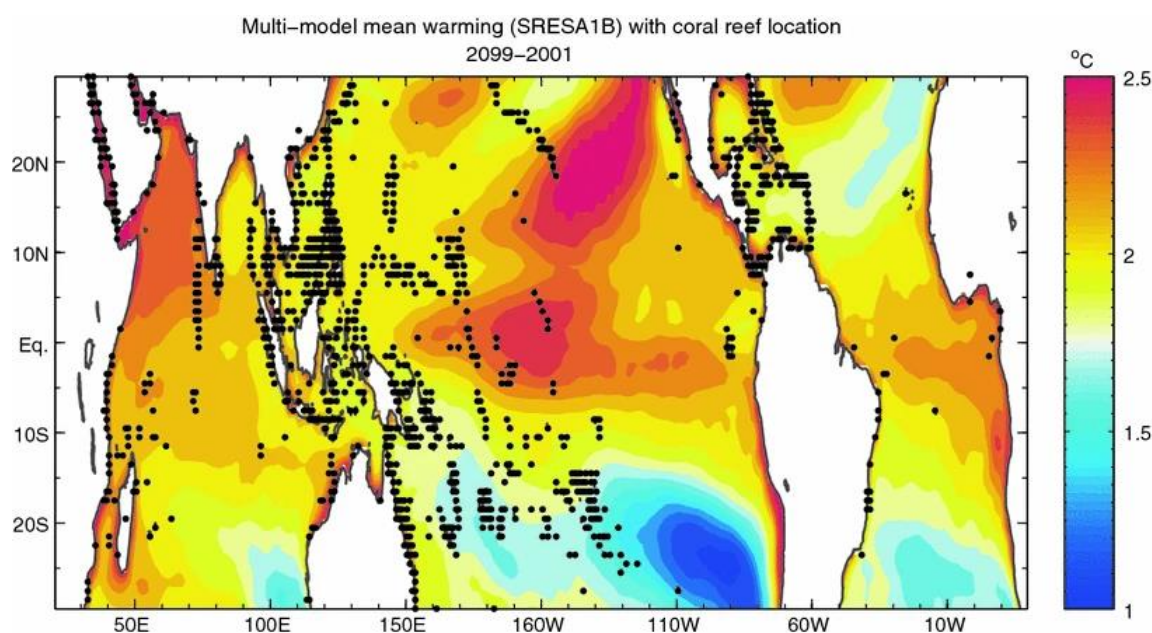 Multi-model mean warming (SRESA1B) with coral reef location
2099-2001
°C
2.5
2
1.5
1
20N
10N
Eq.
10S
20S
50E 100E 150E 160W 110W 60W 10W